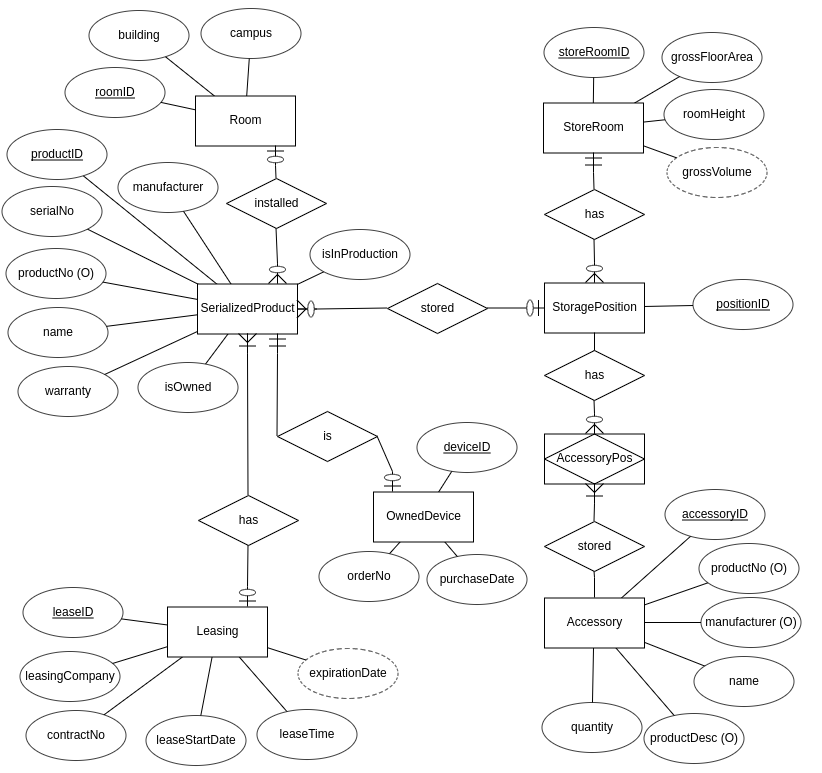 building
campus
roomID
Room
productID
manufacturer
serialNo
installed
productNo (O)
isInProduction
SerializedProduct
name
warranty
isOwned
stored
storeRoomID
grossFloorArea
StoreRoom
roomHeight
grossVolume
has
StoragePosition
positionID
has
AccessoryPos
is
deviceID
OwnedDevice
orderNo
purchaseDate
has
stored
accessoryID
productNo (O)
Accessory
manufacturer (O)
name
quantity
productDesc (O)
leaseID
Leasing
leasingCompany
expirationDate
contractNo
leaseStartDate
leaseTime